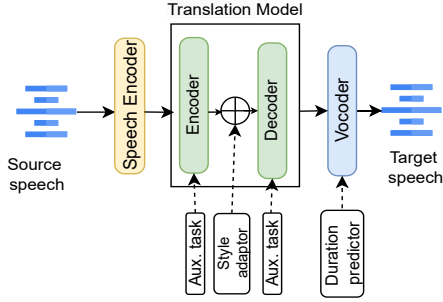 Translation Model
Speech Encoder
Encoder
Decoder
Vocoder
Source
speech
Target
speech
Aux. task
Style
adaptor
Aux. task
Duration
predictor